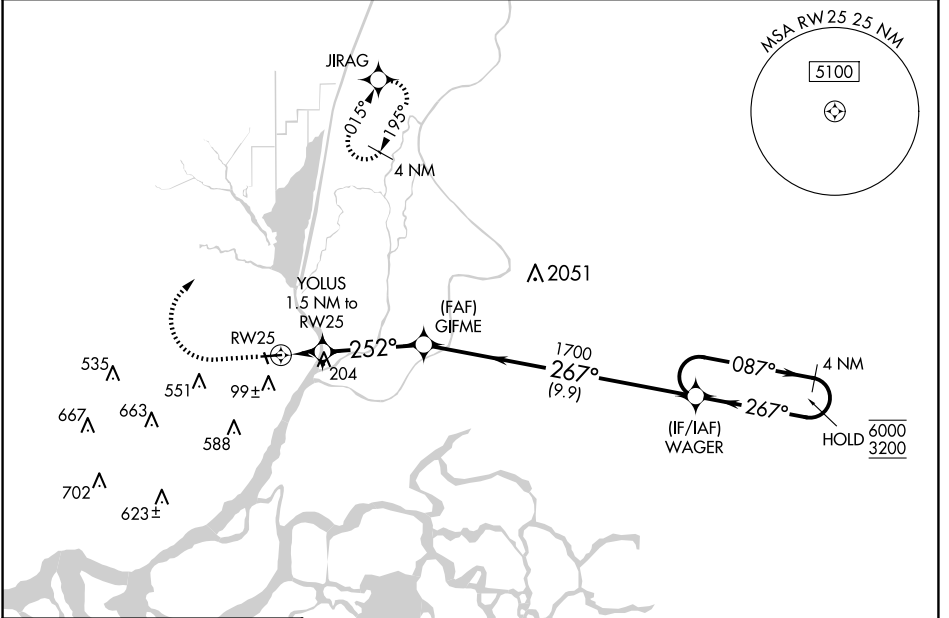 MSA RW25 25 NM
5100
JIRAG
015°
195°
4 NM
2051
YOLUS
1.5 NM to
RW25
(FAF)
GIFME
RW25
252°
204
1700
267°
(9.9)
087°
4 NM
267°
(IF/IAF)
WAGER
HOLD
6000
3200
535
551
99±
667
663
588
702
623±